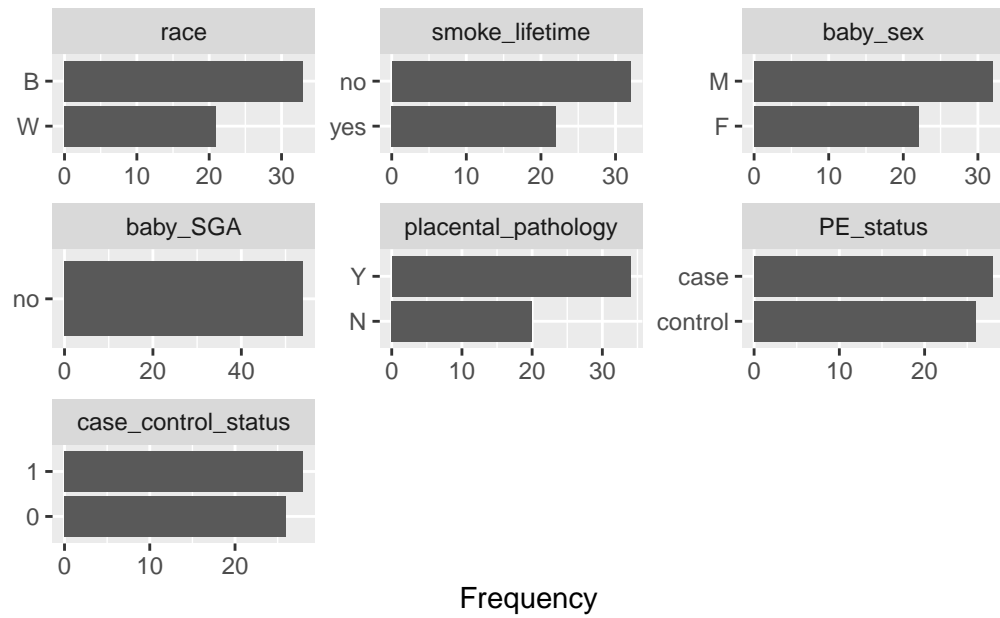 race smoke_lifetime baby_sex
B no M
W yes F
0 10 20 30 0 10 20 30 0 10 20 30
baby_SGA placental_pathology PE_status
Y case
no
N control
0 20 40 0 10 20 30 0 10 20
case_control_status
1
0
0 10 20
Frequency